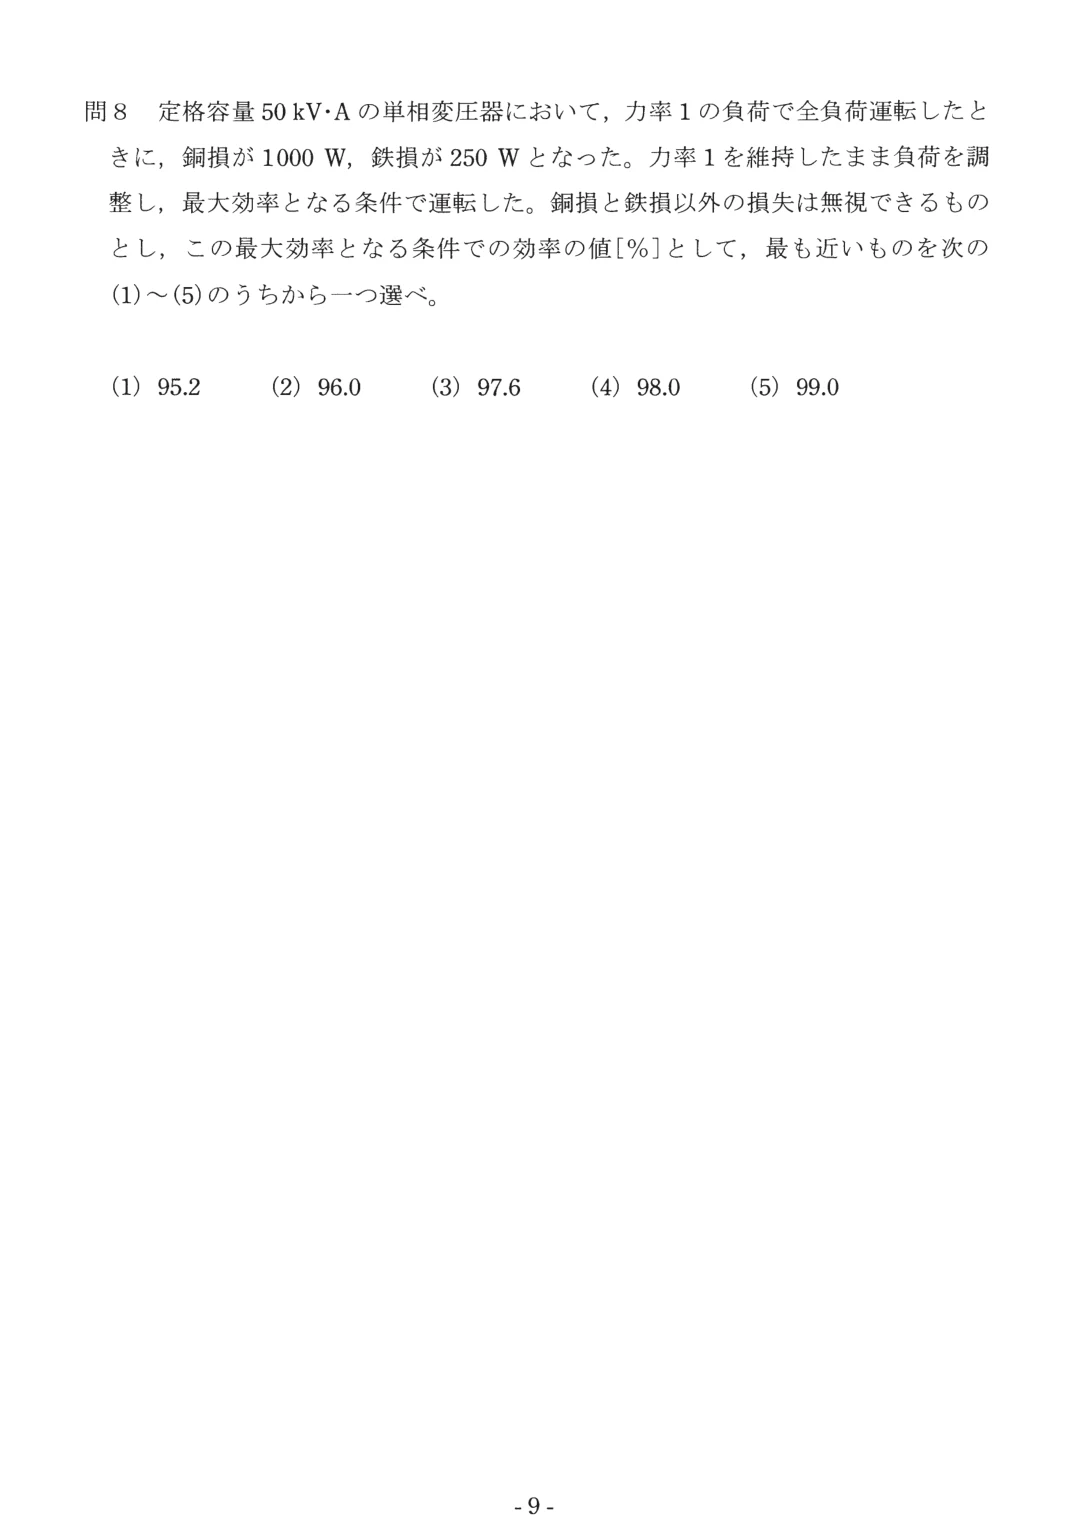 問８　定格容量 50 kV･A の単相変圧器において，力率 1 の負荷で全負荷運転したと
きに，銅損が 1000 W，鉄損が 250 W となった。力率 1 を維持したまま負荷を調
整し，最大効率となる条件で運転した。銅損と鉄損以外の損失は無視できるもの
とし，この最大効率となる条件での効率の値[％]として，最も近いものを次の
(1)～(5)のうちから一つ選べ。
(1) 95.2　(2) 96.0　(3) 97.6　(4) 98.0　(5) 99.0
- 9 -